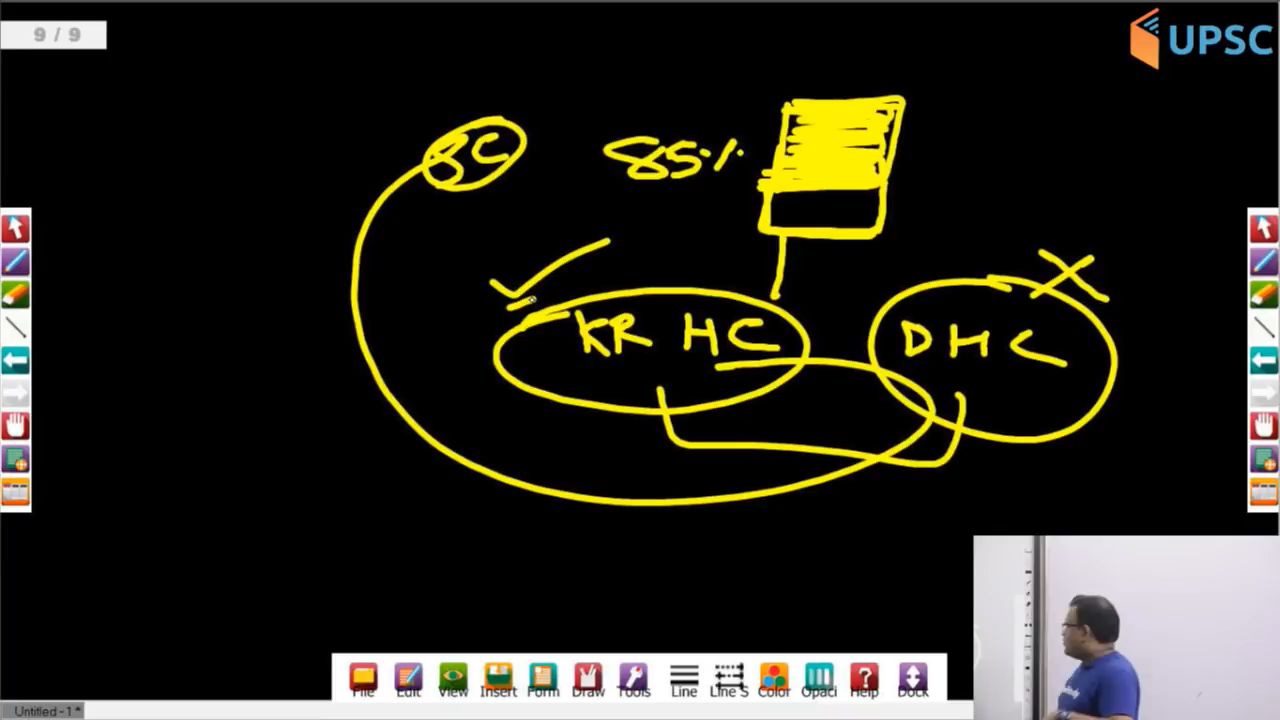 9 / 9
UPSC
SC
85%
KR HC
DHC
File Edit View Insert Form Draw Tools Line Line S Color Opaci Help Dock
Untitled - 1 *